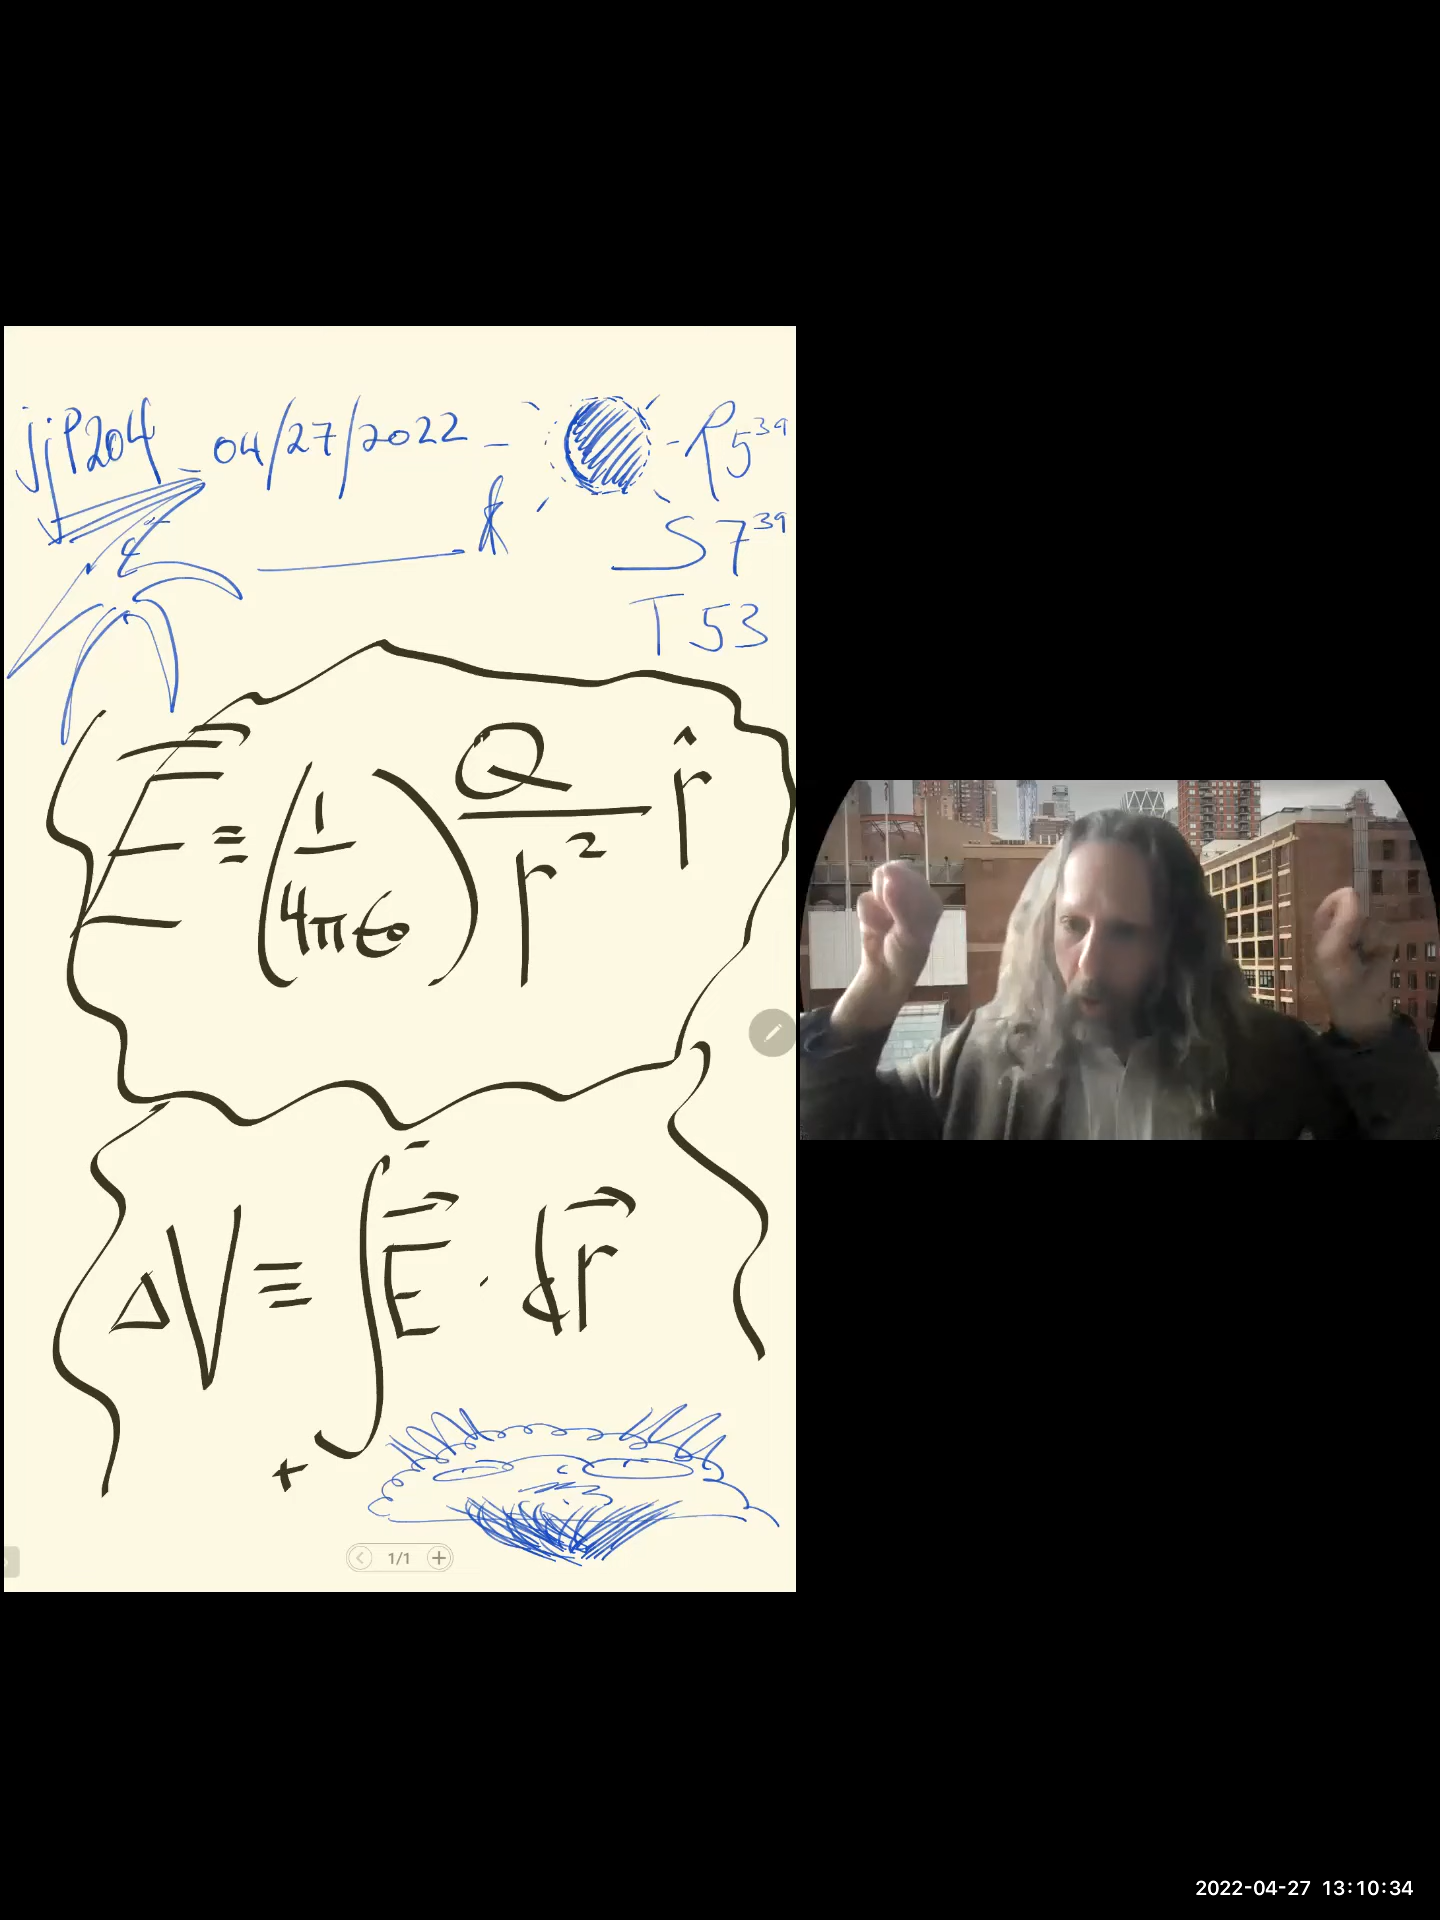 jjP204 - 04/27/2022 - - R5³⁹
S7³⁹
T53
E⃗ ≡ (1/4πϵ₀) Q/r² r̂
ΔV ≡ ∫₊⁻ E⃗ · dr⃗
1/1
2022-04-27 13:10:34